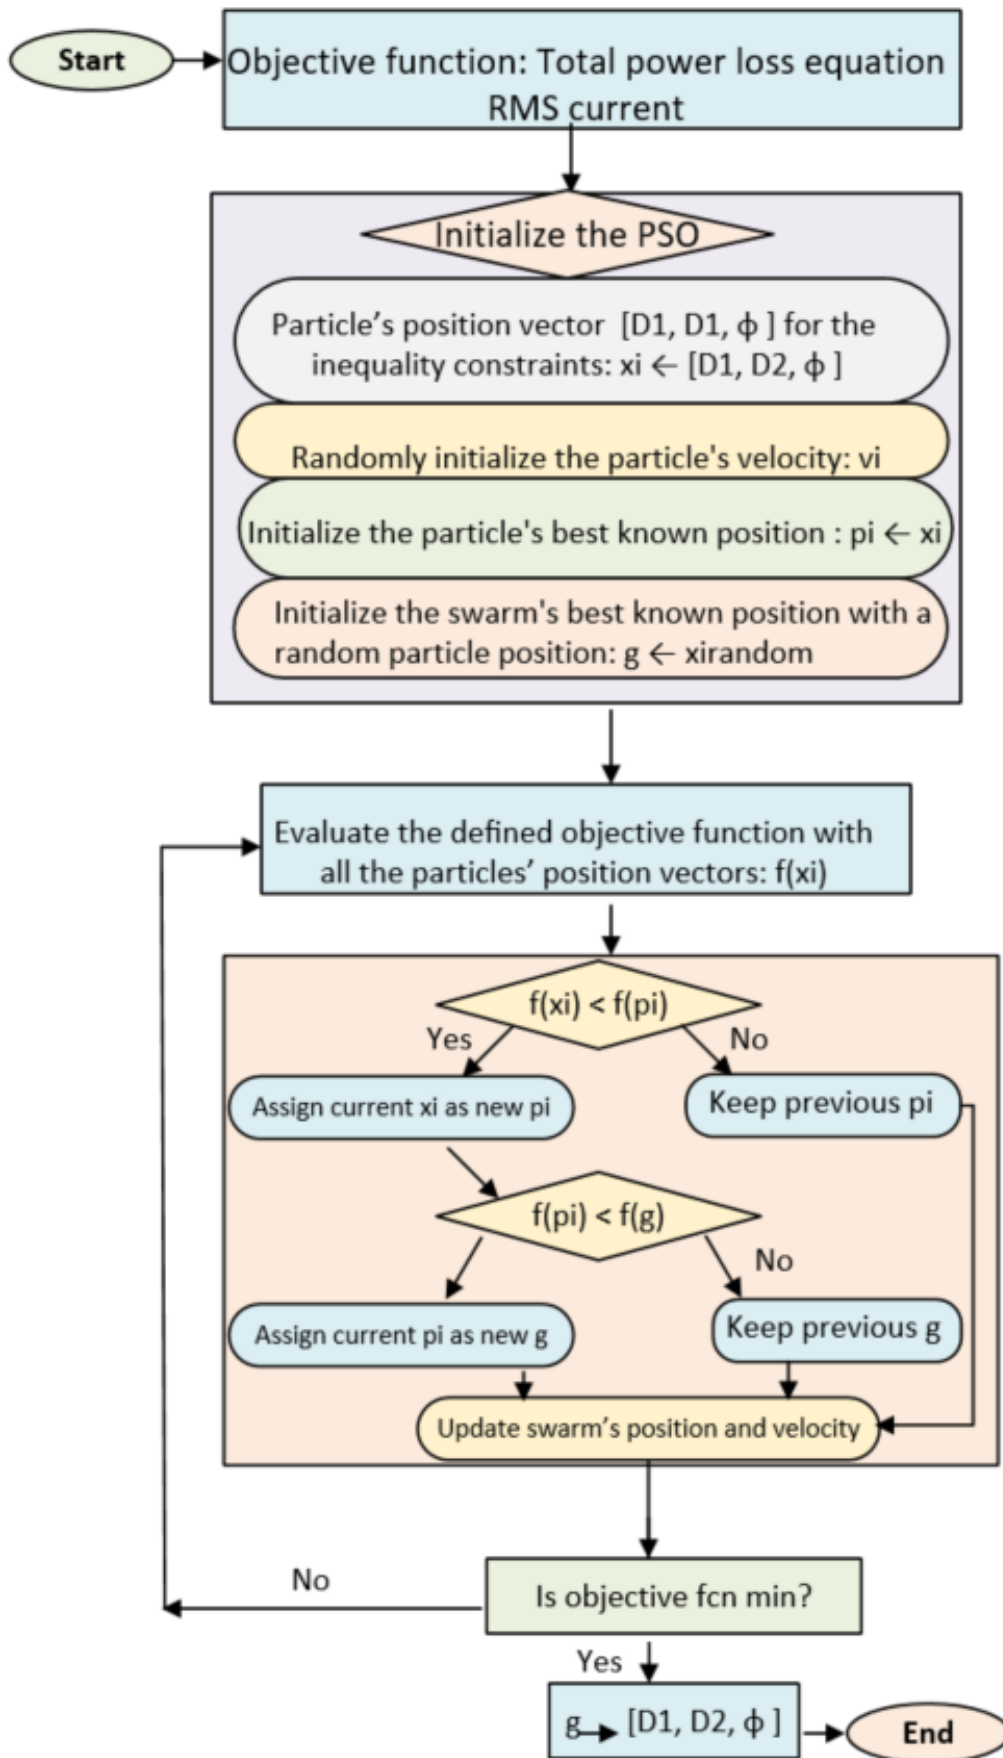 Start
Objective function: Total power loss equation
RMS current
Initialize the PSO
Particle's position vector [D1, D1, ϕ ] for the
inequality constraints: xi ← [D1, D2, ϕ ]
Randomly initialize the particle's velocity: vi
Initialize the particle's best known position : pi ← xi
Initialize the swarm's best known position with a
random particle position: g ← xirandom
Evaluate the defined objective function with
all the particles' position vectors: f(xi)
f(xi) < f(pi)
Yes
No
Assign current xi as new pi
Keep previous pi
f(pi) < f(g)
No
Assign current pi as new g
Keep previous g
Update swarm's position and velocity
No
Is objective fcn min?
Yes
g → [D1, D2, ϕ ]
End